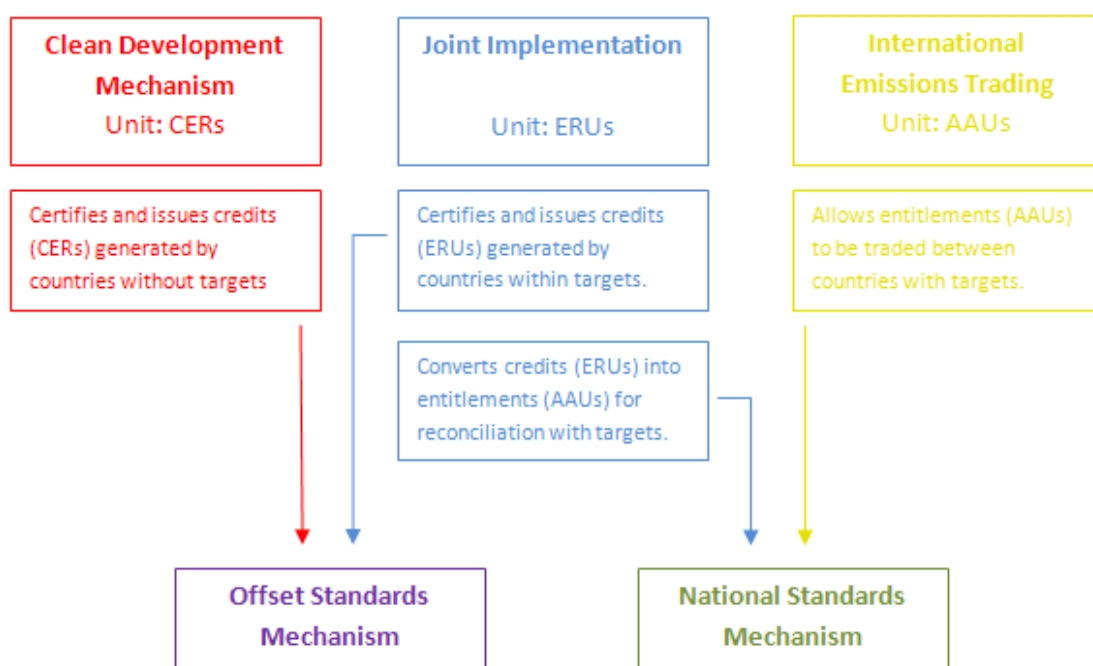 Clean Development
Mechanism
Unit: CERs
Joint Implementation
Unit: ERUs
International
Emissions Trading
Unit: AAUs
Certifies and issues credits
(CERs) generated by
countries without targets
Certifies and issues credits
(ERUs) generated by
countries within targets.
Allows entitlements (AAUs)
to be traded between
countries with targets.
Converts credits (ERUs) into
entitlements (AAUs) for
reconciliation with targets.
Offset Standards
Mechanism
National Standards
Mechanism